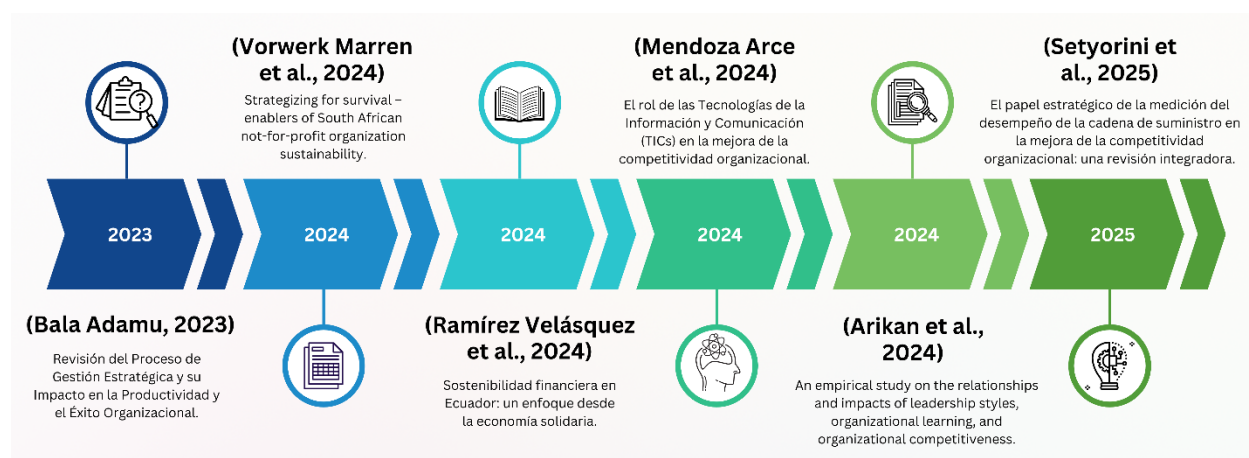 (Vorwerk Marren
et al., 2024)
Strategizing for survival –
enablers of South African
not-for-profit organization
sustainability.
(Mendoza Arce
et al., 2024)
El rol de las Tecnologías de la
Información y Comunicación
(TICs) en la mejora de la
competitividad organizacional.
(Setyorini et
al., 2025)
El papel estratégico de la medición del
desempeño de la cadena de suministro en
la mejora de la competitividad
organizacional: una revisión integradora.
2023
2024
2024
2024
2024
2025
(Bala Adamu, 2023)
Revisión del Proceso de
Gestión Estratégica y su
Impacto en la Productividad y
el Éxito Organizacional.
(Ramírez Velásquez
et al., 2024)
Sostenibilidad financiera en
Ecuador: un enfoque desde
la economía solidaria.
(Arikan et al.,
2024)
An empirical study on the relationships
and impacts of leadership styles,
organizational learning, and
organizational competitiveness.